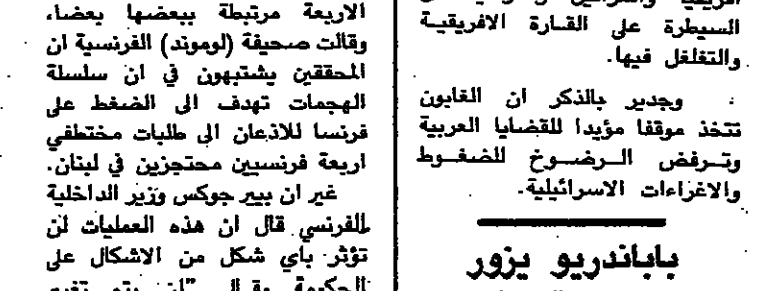 السيطرة على القارة الافريقية
والتغلغل فيها.
وجدير بالذكر ان الغابون
تتخذ موقفا مؤيدا للقضايا العربية
وترفض الرضوخ للضغوط
والاغراءات الاسرائيلية.
باباندريو يزور
الاربعة مرتبطة ببعضها بعضا،
وقالت صحيفة (لوموند) الفرنسية ان
المحققين يشتبهون في ان سلسلة
الهجمات تهدف الى الضغط على
فرنسا للاذعان الى طلبات مختطفي
اربعة فرنسيين محتجزين في لبنان.
غير ان بيير جوكس وزير الداخلية
الفرنسي قال ان هذه العمليات لن
تؤثر بأي شكل من الاشكال على